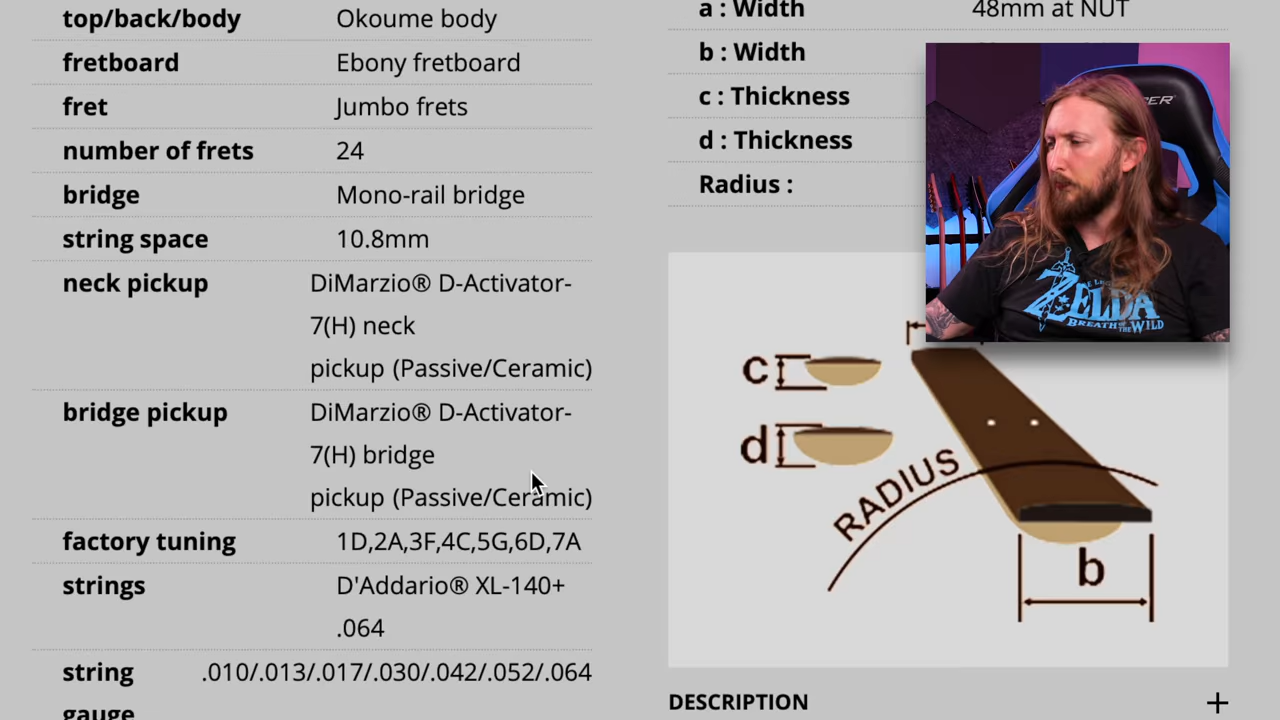 top/back/body Okoume body
fretboard Ebony fretboard
fret Jumbo frets
number of frets 24
bridge Mono-rail bridge
string space 10.8mm
neck pickup DiMarzio® D-Activator-
7(H) neck
pickup (Passive/Ceramic)
bridge pickup DiMarzio® D-Activator-
7(H) bridge
pickup (Passive/Ceramic)
factory tuning 1D,2A,3F,4C,5G,6D,7A
strings D'Addario® XL-140+
.064
string .010/.013/.017/.030/.042/.052/.064
gauge
a : Width 48mm at NUT
b : Width
c : Thickness
d : Thickness
Radius :
ZELDA
BREATH OF THE WILD
c
d
RADIUS
b
DESCRIPTION +